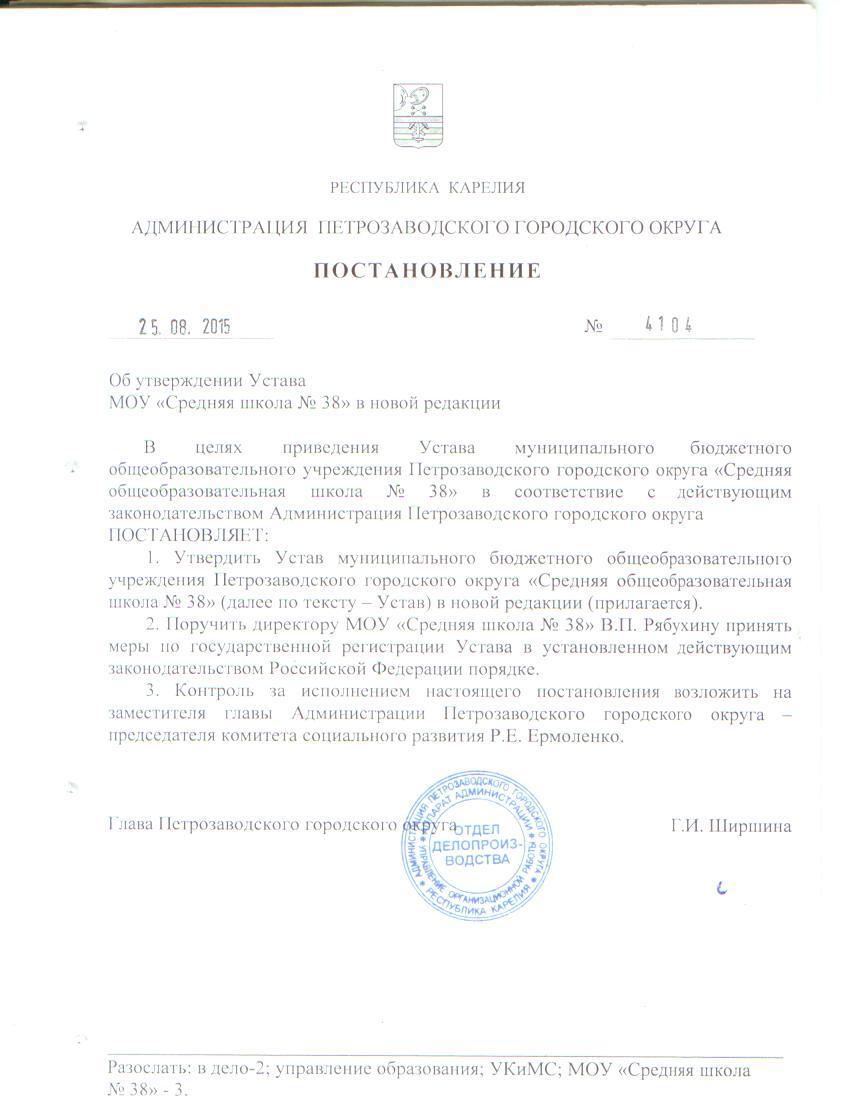 РЕСПУБЛИКА КАРЕЛИЯ
АДМИНИСТРАЦИЯ ПЕТРОЗАВОДСКОГО ГОРОДСКОГО ОКРУГА
ПОСТАНОВЛЕНИЕ
25. 08. 2015 № 4104
Об утверждении Устава
МОУ «Средняя школа № 38» в новой редакции
В целях приведения Устава муниципального бюджетного
общеобразовательного учреждения Петрозаводского городского округа «Средняя
общеобразовательная школа № 38» в соответствие с действующим
законодательством Администрация Петрозаводского городского округа
ПОСТАНОВЛЯЕТ:
1. Утвердить Устав муниципального бюджетного общеобразовательного
учреждения Петрозаводского городского округа «Средняя общеобразовательная
школа № 38» (далее по тексту – Устав) в новой редакции (прилагается).
2. Поручить директору МОУ «Средняя школа № 38» В.П. Рябухину принять
меры по государственной регистрации Устава в установленном действующим
законодательством Российской Федерации порядке.
3. Контроль за исполнением настоящего постановления возложить на
заместителя главы Администрации Петрозаводского городского округа –
председателя комитета социального развития Р.Е. Ермоленко.
Глава Петрозаводского городского округа Г.И. Ширшина
АДМИНИСТРАЦИЯ ПЕТРОЗАВОДСКОГО ГОРОДСКОГО ОКРУГА * РЕСПУБЛИКА КАРЕЛИЯ *
АППАРАТ АДМИНИСТРАЦИИ * УПРАВЛЕНИЕ ОРГАНИЗАЦИОННОЙ РАБОТЫ *
ОТДЕЛ
ДЕЛОПРОИЗ-
ВОДСТВА
Разослать: в дело-2; управление образования; УКиМС; МОУ «Средняя школа
№ 38» - 3.